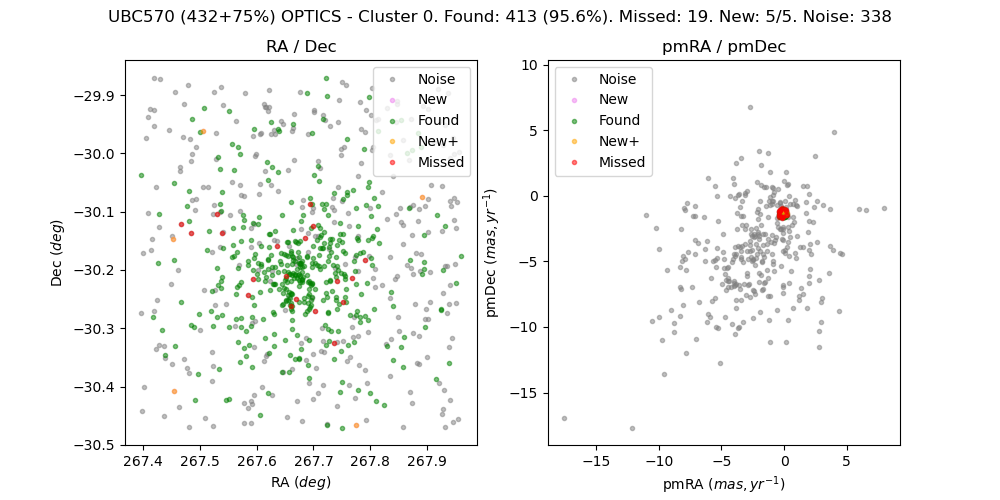 UBC570 (432+75%) OPTICS - Cluster 0. Found: 413 (95.6%). Missed: 19. New: 5/5. Noise: 338
RA / Dec
Noise
New
Found
New+
Missed
−29.9
−30.0
−30.1
−30.2
−30.3
−30.4
−30.5
Dec (deg)
267.4 267.5 267.6 267.7 267.8 267.9
RA (deg)
pmRA / pmDec
Noise
New
Found
New+
Missed
10
5
0
−5
−10
−15
pmDec (mas, yr⁻¹)
−15 −10 −5 0 5
pmRA (mas, yr⁻¹)